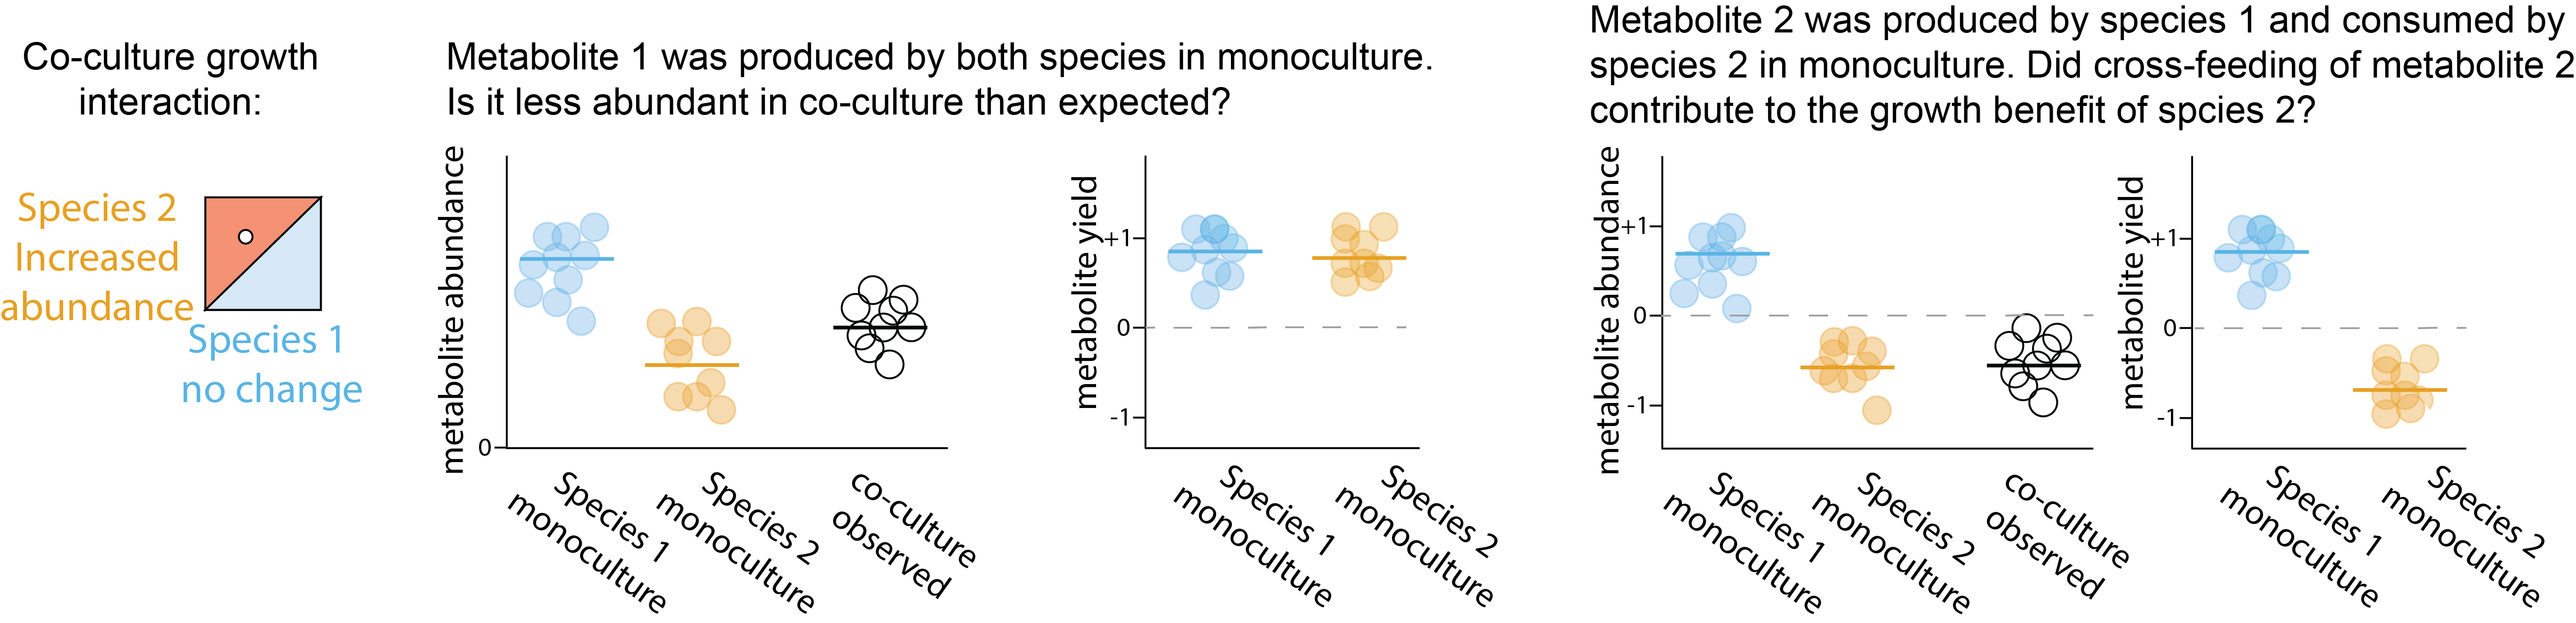 Co-culture growth
interaction:
Species 2
Increased
abundance
Species 1
no change
Metabolite 1 was produced by both species in monoculture.
Is it less abundant in co-culture than expected?
metabolite abundance
0
Species 1
monoculture
Species 2
monoculture
co-culture
observed
metabolite yield
+1
0
-1
Species 1
monoculture
Species 2
monoculture
Metabolite 2 was produced by species 1 and consumed by
species 2 in monoculture. Did cross-feeding of metabolite 2
contribute to the growth benefit of spcies 2?
metabolite abundance
+1
0
-1
Species 1
monoculture
Species 2
monoculture
co-culture
observed
metabolite yield
+1
0
-1
Species 1
monoculture
Species 2
monoculture